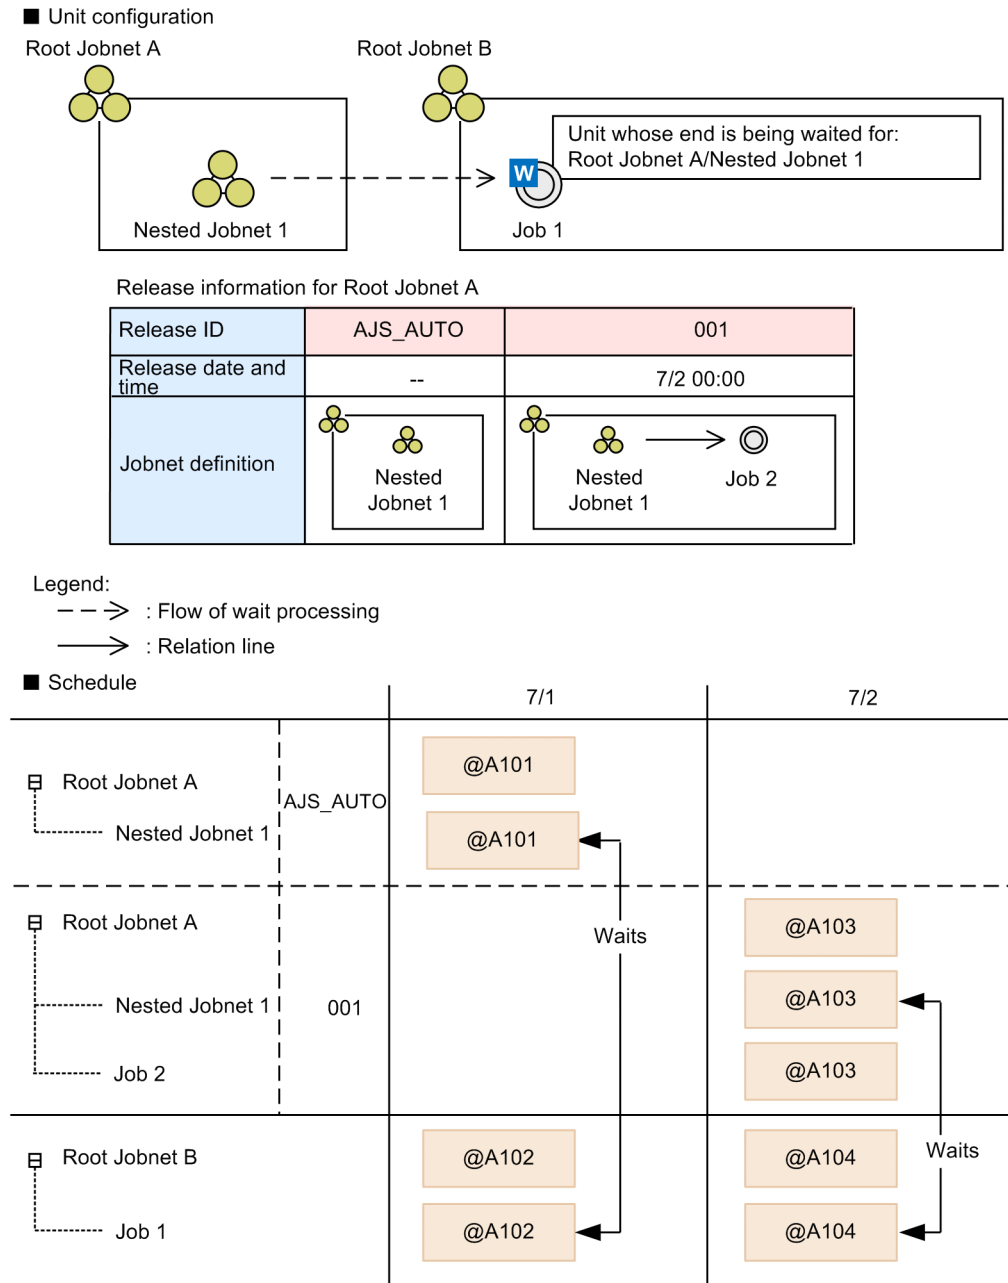 ■ Unit configuration
Root Jobnet A
Root Jobnet B
Unit whose end is being waited for:
Root Jobnet A/Nested Jobnet 1
W
Nested Jobnet 1
Job 1
Release information for Root Jobnet A
Release ID
AJS_AUTO
001
Release date and
time
--
7/2 00:00
Jobnet definition
Nested
Jobnet 1
Nested
Jobnet 1
Job 2
Legend:
: Flow of wait processing
: Relation line
■ Schedule
7/1
7/2
Root Jobnet A
Nested Jobnet 1
AJS_AUTO
@A101
@A101
Root Jobnet A
Nested Jobnet 1
Job 2
001
Waits
@A103
@A103
@A103
Root Jobnet B
Job 1
@A102
@A102
@A104
@A104
Waits